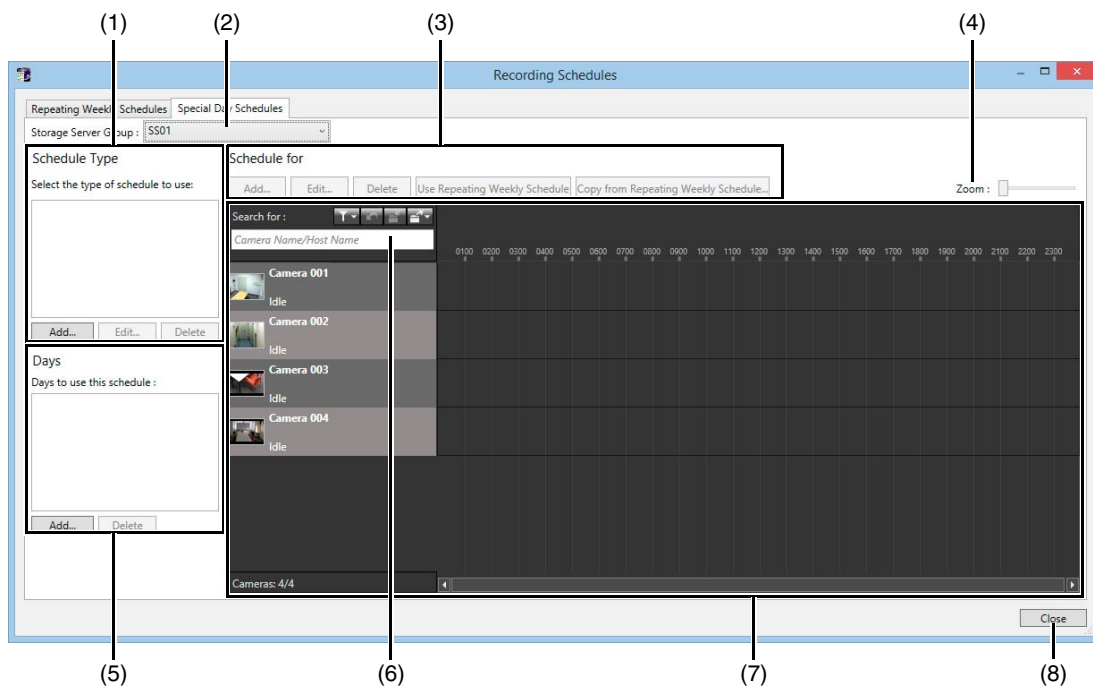 (1) (2) (3) (4)
Recording Schedules
Repeating Weekly Schedules Special Day Schedules
Storage Server Group : SS01
Schedule Type
Select the type of schedule to use:
Add... Edit... Delete
Schedule for
Add... Edit... Delete Use Repeating Weekly Schedule Copy from Repeating Weekly Schedule...
Zoom :
Search for :
Camera Name/Host Name
0100 0200 0300 0400 0500 0600 0700 0800 0900 1000 1100 1200 1300 1400 1500 1600 1700 1800 1900 2000 2100 2200 2300
Camera 001
Idle
Camera 002
Idle
Camera 003
Idle
Camera 004
Idle
Days
Days to use this schedule :
Add... Delete
Cameras: 4/4
Close
(5) (6) (7) (8)